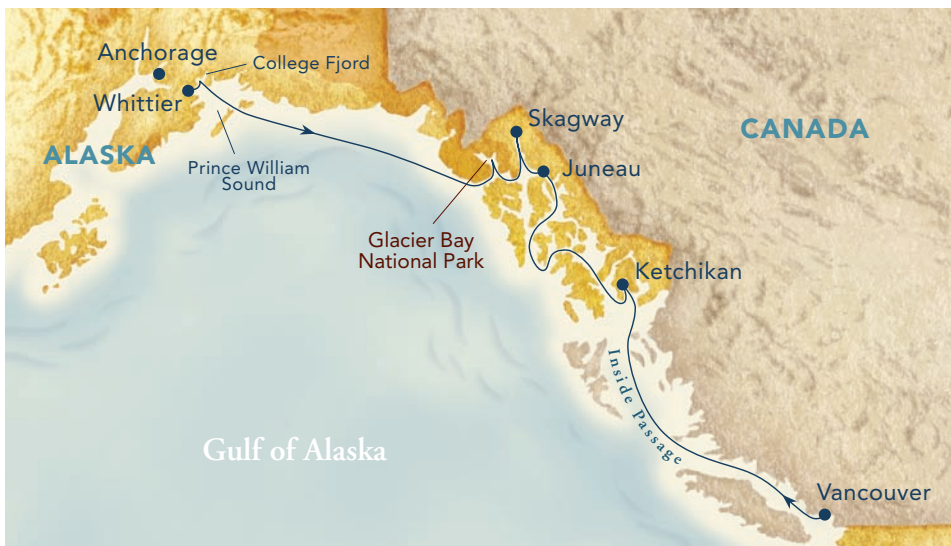 Anchorage
College Fjord
Whittier
Skagway
CANADA
ALASKA
Prince William
Sound
Juneau
Glacier Bay
National Park
Ketchikan
Inside Passage
Gulf of Alaska
Vancouver